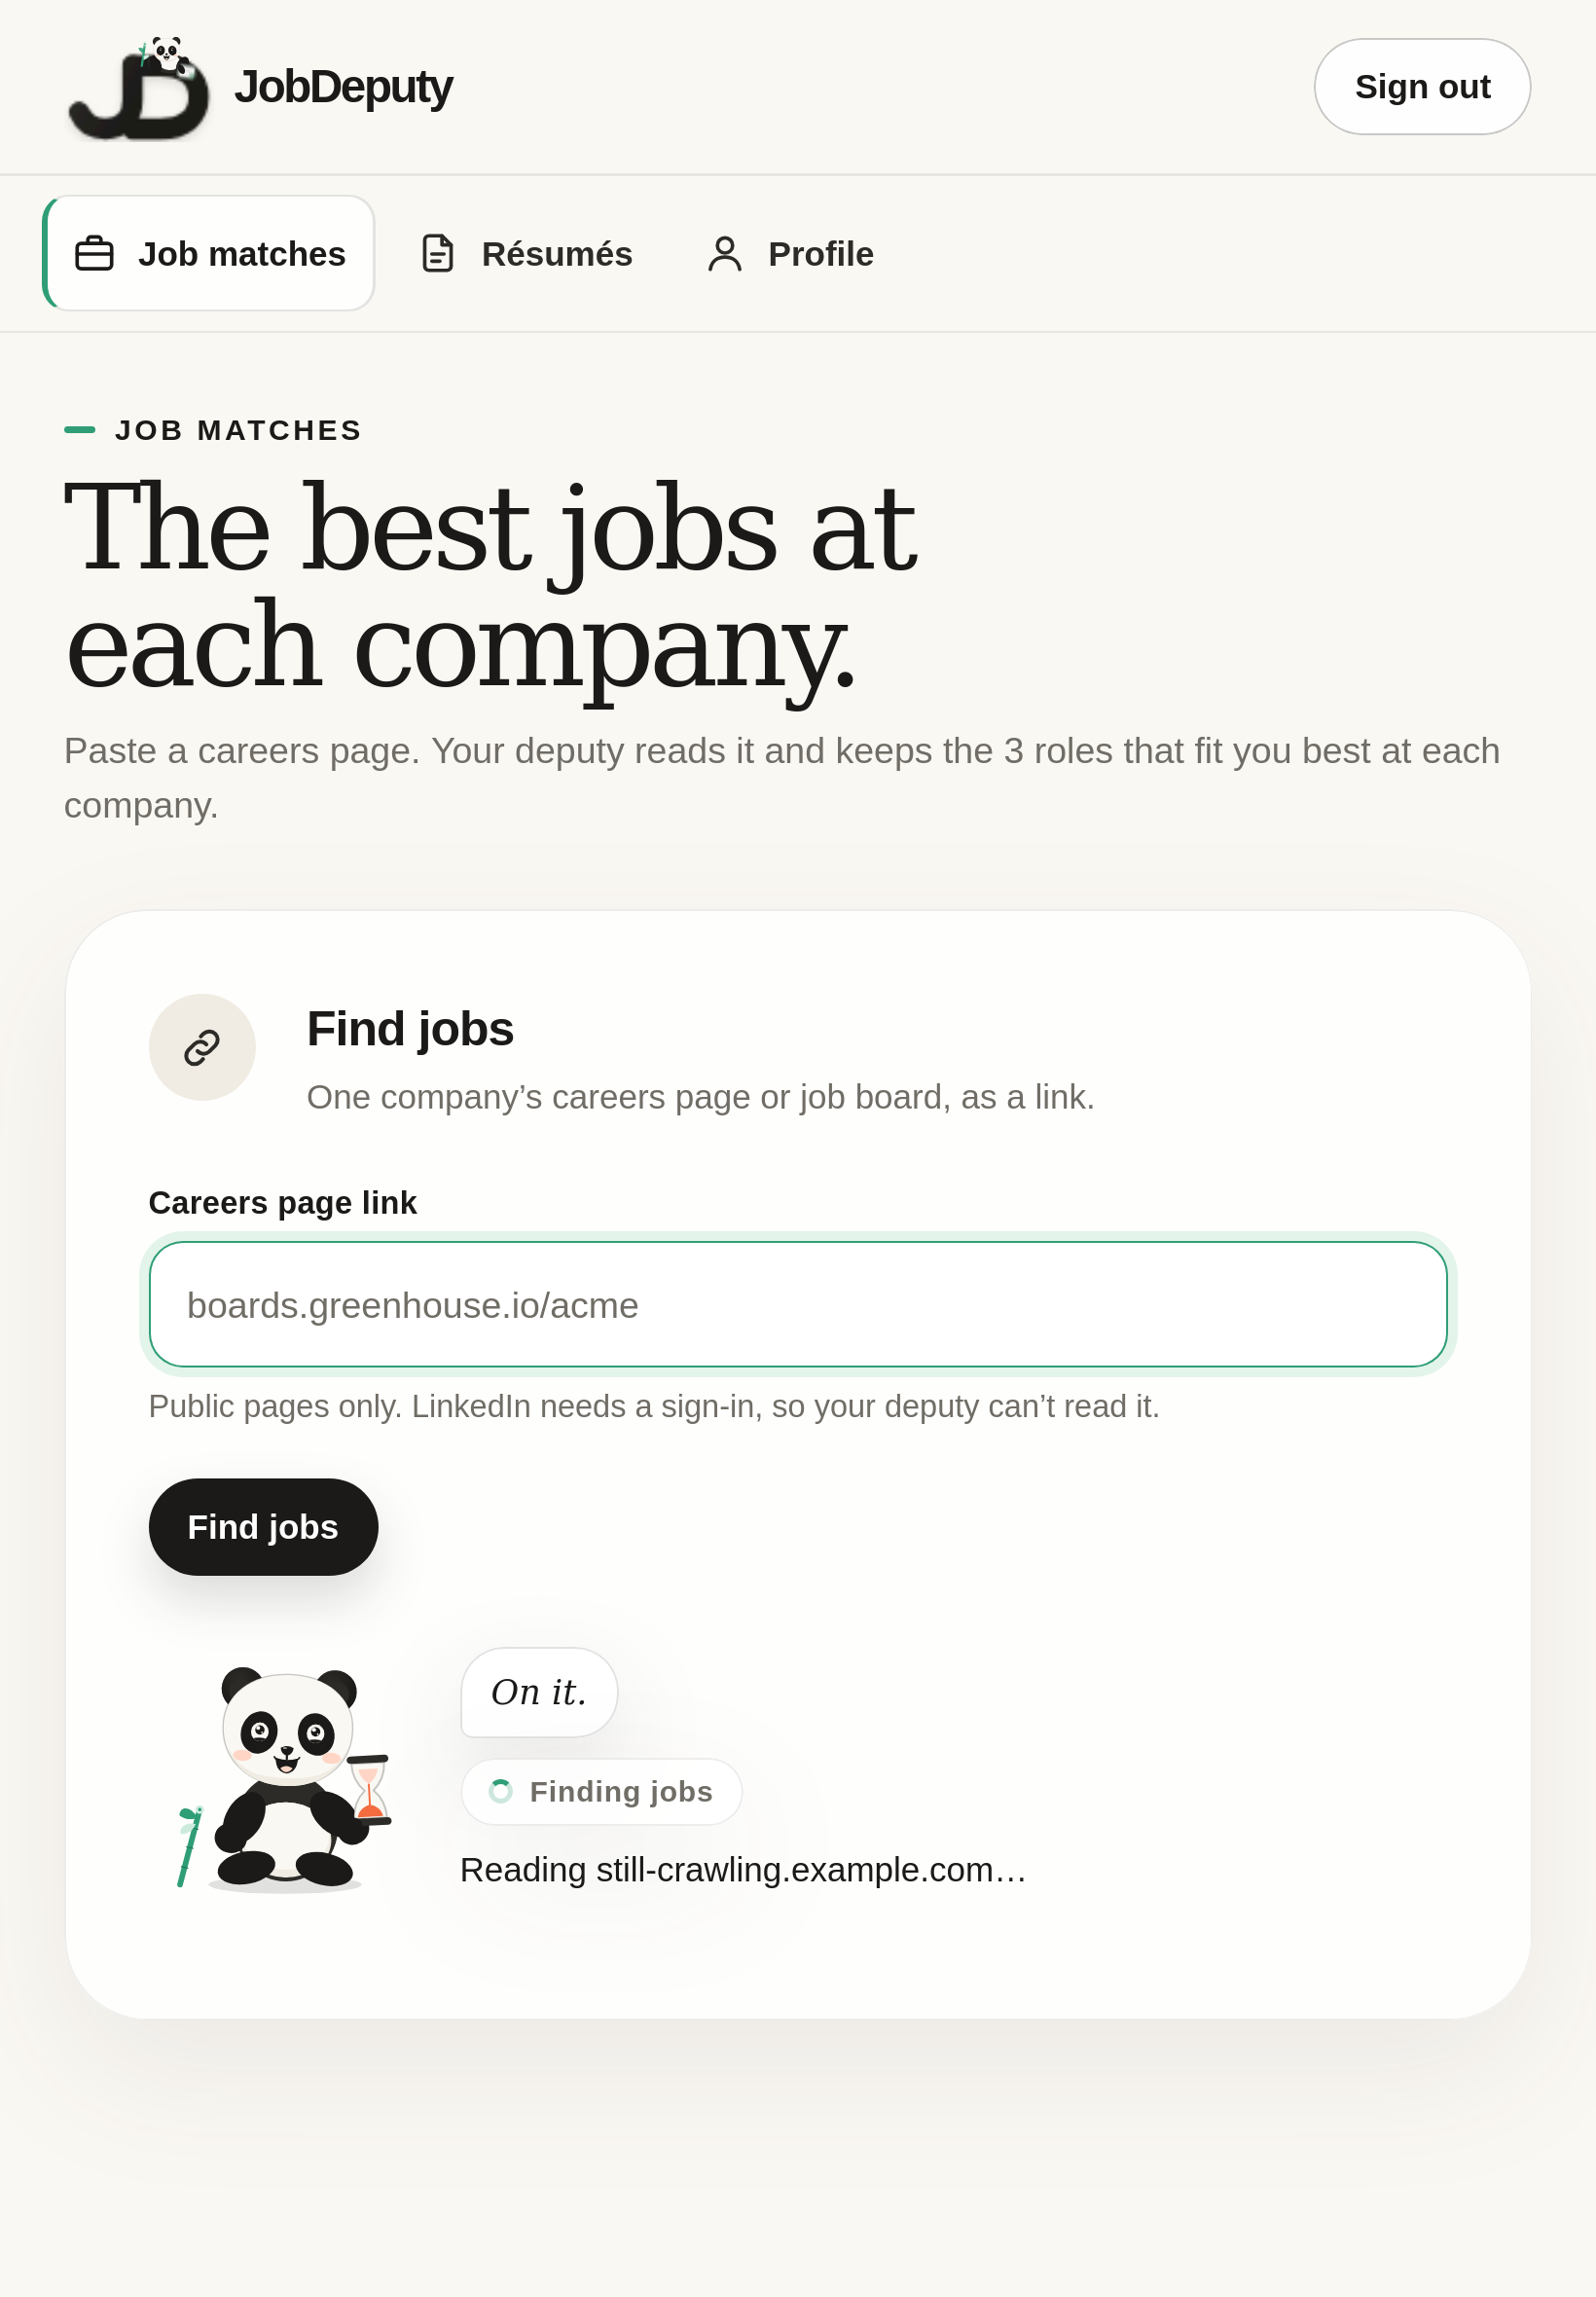 JD JobDeputy
Sign out
Job matches
Résumés
Profile
JOB MATCHES
The best jobs at
each company.
Paste a careers page. Your deputy reads it and keeps the 3 roles that fit you best at each
company.
Find jobs
One company’s careers page or job board, as a link.
Careers page link
boards.greenhouse.io/acme
Public pages only. LinkedIn needs a sign-in, so your deputy can’t read it.
Find jobs
On it.
Finding jobs
Reading still-crawling.example.com…